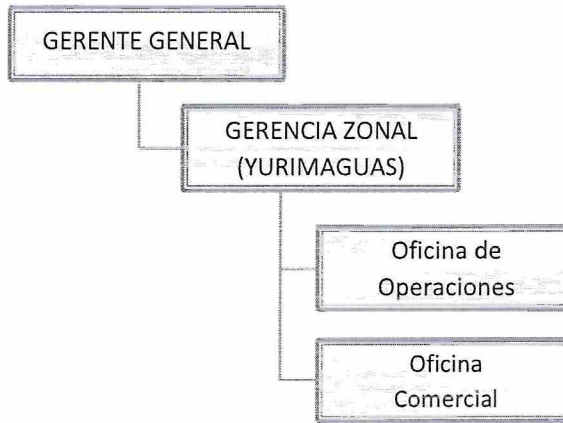 GERENTE GENERAL
GERENCIA ZONAL
(YURIMAGUAS)
Oficina de
Operaciones
Oficina
Comercial